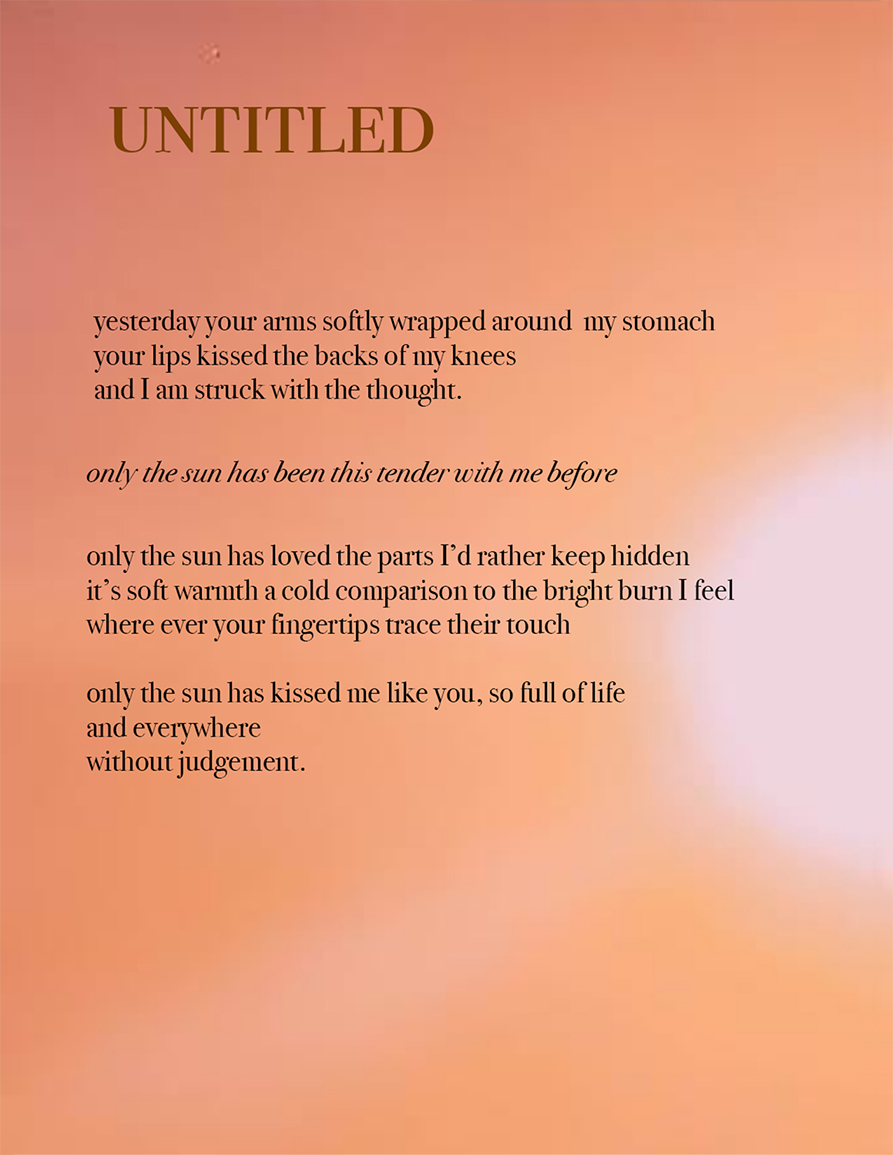 UNTITLED
yesterday your arms softly wrapped around  my stomach
your lips kissed the backs of my knees
and I am struck with the thought.
only the sun has been this tender with me before
only the sun has loved the parts I’d rather keep hidden
it’s soft warmth a cold comparison to the bright burn I feel
where ever your fingertips trace their touch
only the sun has kissed me like you, so full of life
and everywhere
without judgement.